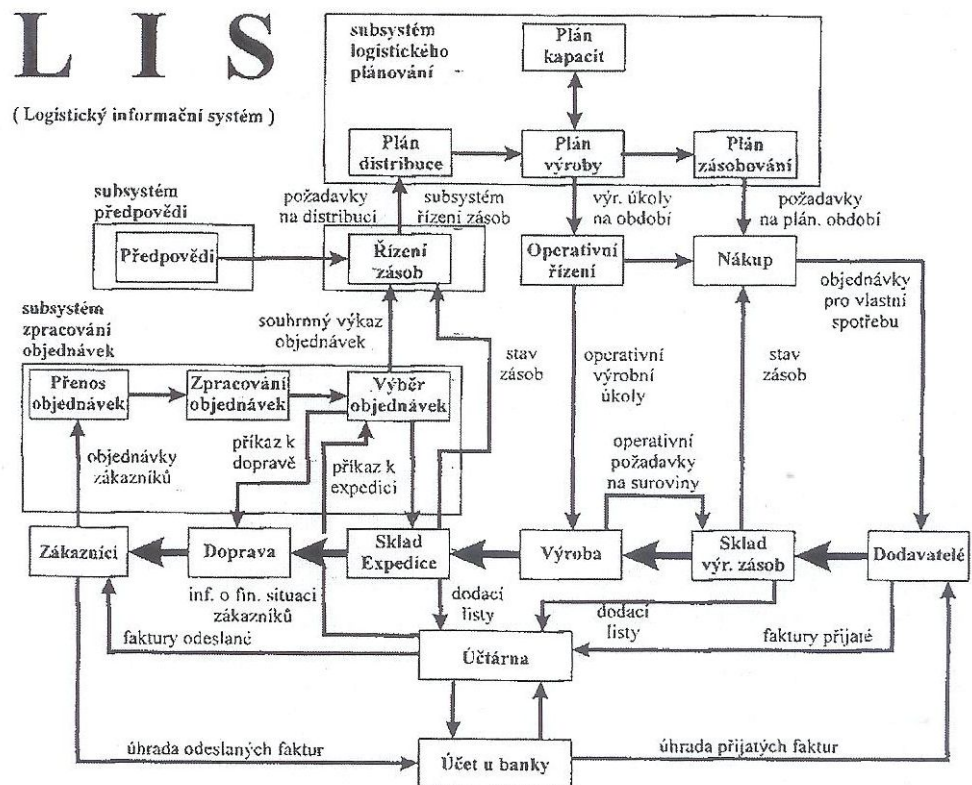 L I S
( Logistický informační systém )
subsystém
logistického
plánování
Plán
kapacit
Plán
distribuce
Plán
výroby
Plán
zásobování
subsystém
předpovědi
požadavky
na distribuci
subsystém
řízení zásob
výr. úkoly
na období
požadavky
na plán. období
Předpovědi
Řízení
zásob
Operativní
řízení
Nákup
subsystém
zpracování
objednávek
souhrnný výkaz
objednávek
stav
zásob
operativní
výrobní
úkoly
stav
zásob
objednávky
pro vlastní
spotřebu
Přenos
objednávek
Zpracování
objednávek
Výběr
objednávek
objednávky
zákazníků
příkaz k
dopravě
příkaz k
expedici
operativní
požadavky
na suroviny
Zákazníci
Doprava
Sklad
Expedice
Výroba
Sklad
výr. zásob
Dodavatelé
inf. o fin. situaci
zákazníků
dodací
listy
dodací
listy
faktury odeslané
faktury přijaté
Účtárna
úhrada odeslaných faktur
Účet u banky
úhrada přijatých faktur